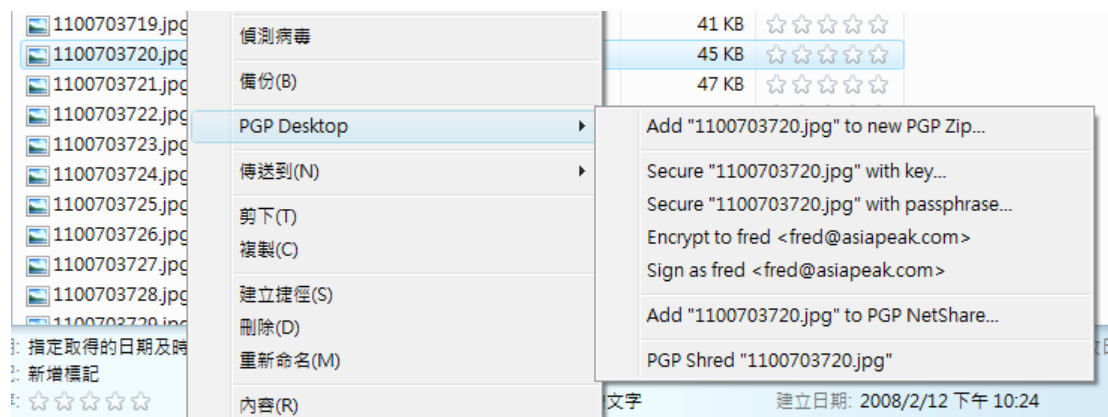 1100703719.jpg
1100703720.jpg
1100703721.jpg
1100703722.jpg
1100703723.jpg
1100703724.jpg
1100703725.jpg
1100703726.jpg
1100703727.jpg
1100703728.jpg
1100703729.jpg
偵測病毒
備份(B)
PGP Desktop
傳送到(N)
剪下(T)
複製(C)
建立捷徑(S)
刪除(D)
重新命名(M)
內容(R)
41 KB
45 KB
47 KB
Add "1100703720.jpg" to new PGP Zip...
Secure "1100703720.jpg" with key...
Secure "1100703720.jpg" with passphrase...
Encrypt to fred <fred@asiapeak.com>
Sign as fred <fred@asiapeak.com>
Add "1100703720.jpg" to PGP NetShare...
PGP Shred "1100703720.jpg"
指定取得的日期及時
新增標記
文字
建立日期: 2008/2/12 下午 10:24